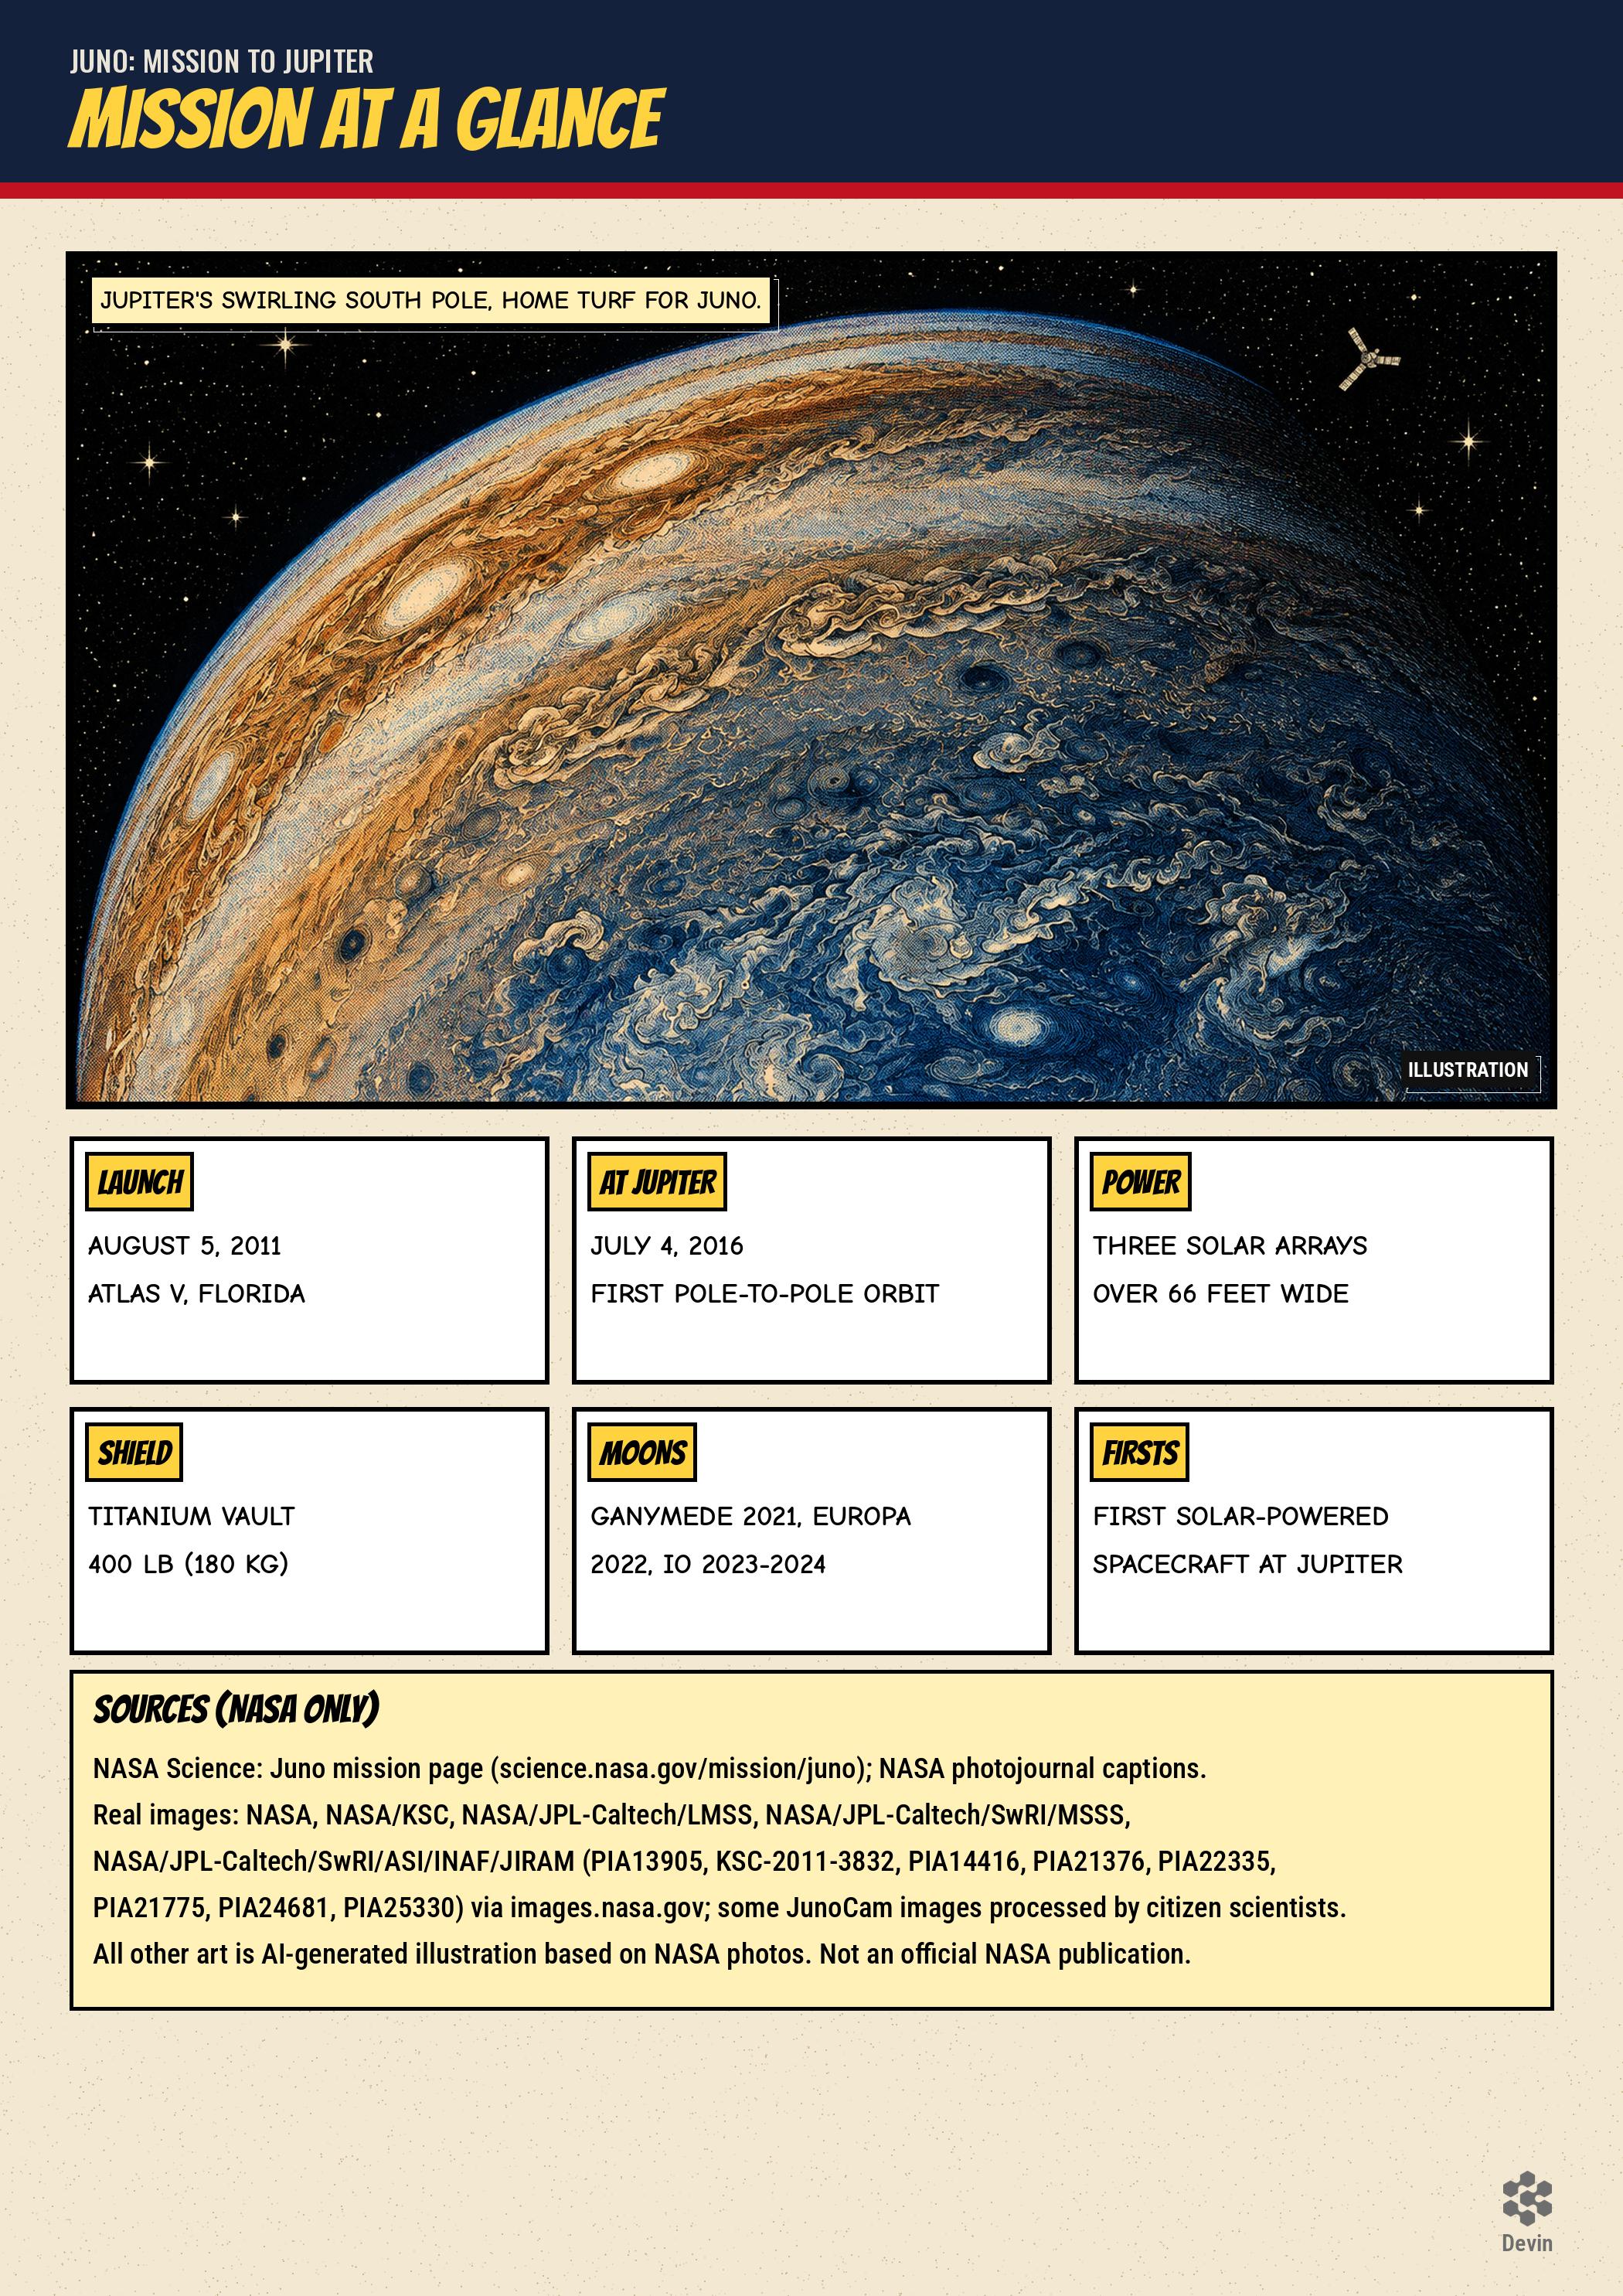 JUNO: MISSION TO JUPITER
MISSION AT A GLANCE
JUPITER'S SWIRLING SOUTH POLE, HOME TURF FOR JUNO.
ILLUSTRATION
LAUNCH
AUGUST 5, 2011
ATLAS V, FLORIDA
AT JUPITER
JULY 4, 2016
FIRST POLE-TO-POLE ORBIT
POWER
THREE SOLAR ARRAYS
OVER 66 FEET WIDE
SHIELD
TITANIUM VAULT
400 LB (180 KG)
MOONS
GANYMEDE 2021, EUROPA
2022, IO 2023-2024
FIRSTS
FIRST SOLAR-POWERED
SPACECRAFT AT JUPITER
SOURCES (NASA ONLY)
NASA Science: Juno mission page (science.nasa.gov/mission/juno); NASA photojournal captions.
Real images: NASA, NASA/KSC, NASA/JPL-Caltech/LMSS, NASA/JPL-Caltech/SwRI/MSSS,
NASA/JPL-Caltech/SwRI/ASI/INAF/JIRAM (PIA13905, KSC-2011-3832, PIA14416, PIA21376, PIA22335,
PIA21775, PIA24681, PIA25330) via images.nasa.gov; some JunoCam images processed by citizen scientists.
All other art is AI-generated illustration based on NASA photos. Not an official NASA publication.
Devin